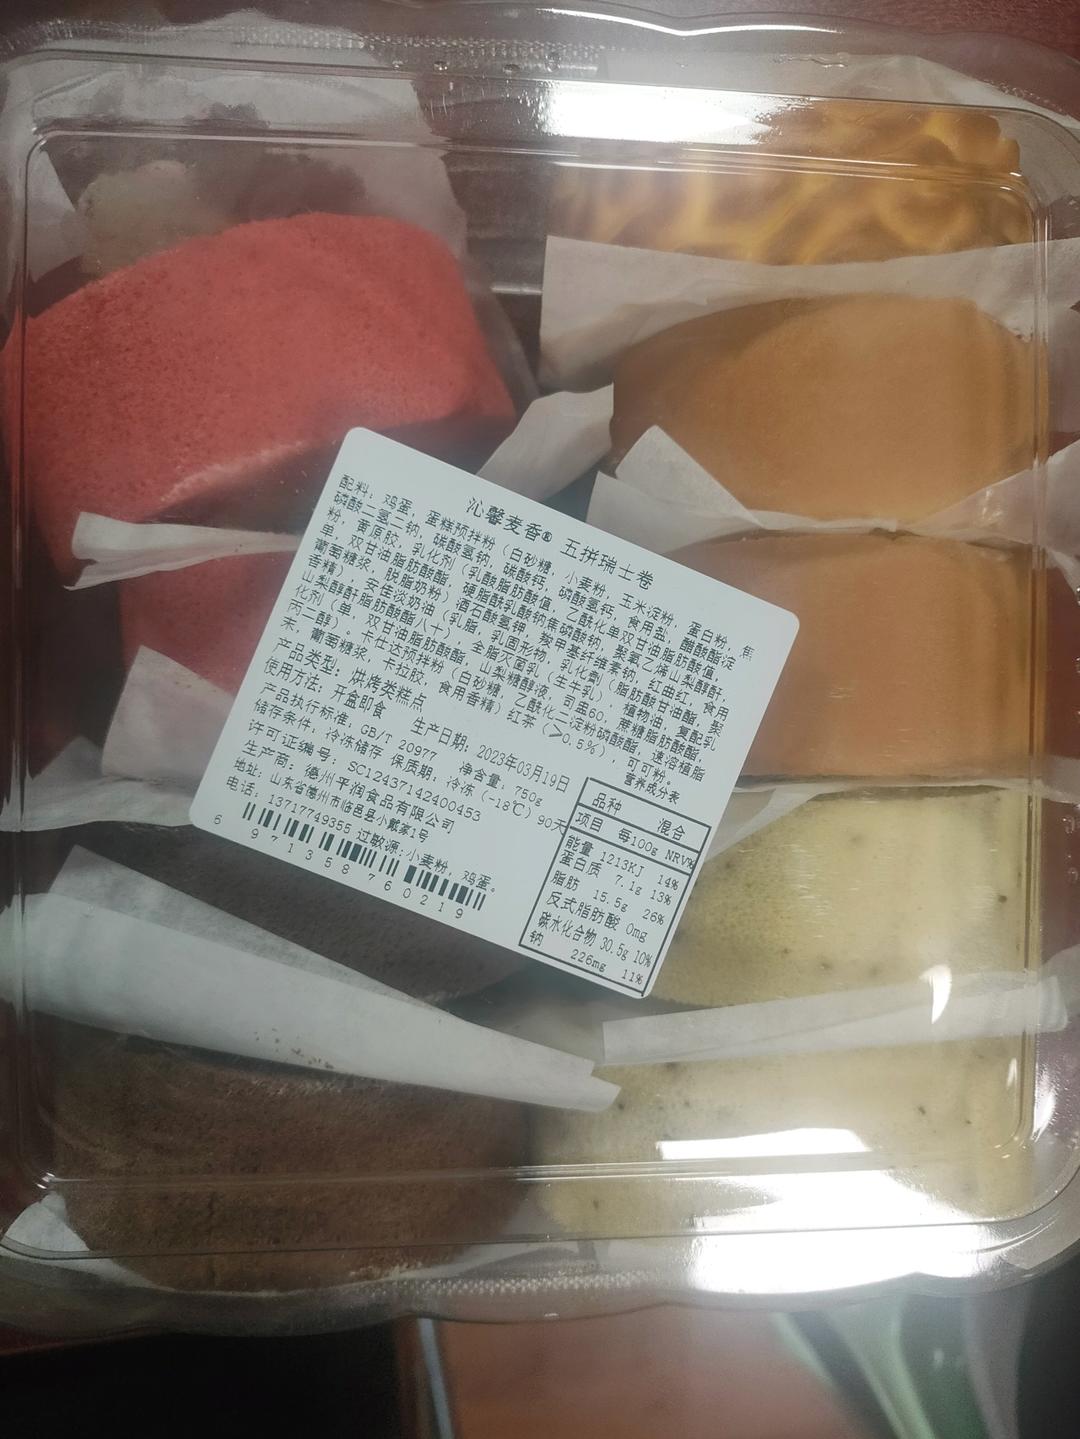 沁馨麦香® 五拼瑞士卷
配料：鸡蛋，蛋糕预拌粉（白砂糖，小麦粉，玉米淀粉，蛋白粉，焦
磷酸二氢二钠，碳酸氢钠，碳酸钙，磷酸氢钙，食用盐，醋酸酯淀
粉，黄原胶，乳化剂（乳酸脂肪酸值，乙酰化单双甘油脂肪酸值，
单，双甘油脂肪酸酯，硬脂酰乳酸钠焦磷酸钠，聚氧乙烯山梨醇酐，
葡萄糖浆，脱脂奶粉）酒石酸氢钾，羧甲基纤维素钠，红曲红，食用
香精），安佳淡奶油（乳脂，乳固形物，乳化剂（脂肪酸甘油酯，聚
山梨醇酐脂肪酸酯八十），全脂灭菌乳（生牛乳），植物油，复配乳
化剂（单，双甘油脂肪酸酯，山梨糖醇液，司盅60，蔗糖脂肪酸酯，
丙二醇）。卡仕达预拌粉（白砂糖，乙酰化二淀粉磷酸酯，速溶植脂
末，葡萄糖浆，卡拉胶，食用香精）红茶（≥0.5%），可可粉，
产品类型：烘烤类糕点
使用方法：开盒即食 生产日期：2023年03月19日
产品执行标准：GB/T 20977 净含量：750g
储存条件：冷冻储存 保质期：冷冻（-18℃）90天
许可证编号：SC12437142400453
生产商：德州平润食品有限公司
地址：山东省德州市临邑县小戴家1号
电话：13717749355 过敏源：小麦粉，鸡蛋。
6 971358 760219
营养成分表
品种 混合
项目 每100g NRV%
能量 1213KJ 14%
蛋白质 7.1g 13%
脂肪 15.5g 26%
反式脂肪酸 0mg
碳水化合物 30.5g 10%
钠 226mg 11%